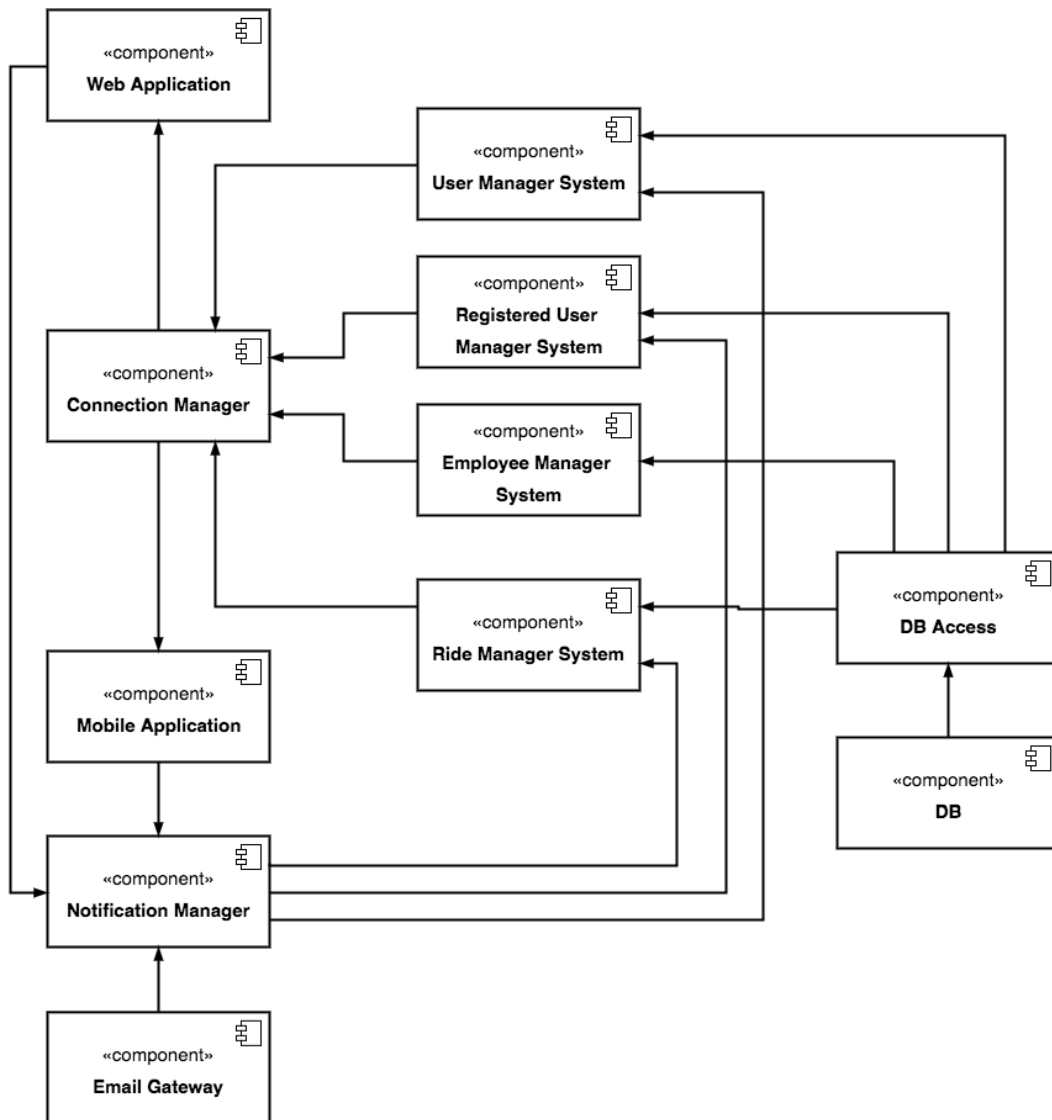 «component»
Web Application
«component»
User Manager System
«component»
Registered User
Manager System
«component»
Connection Manager
«component»
Employee Manager
System
«component»
Ride Manager System
«component»
DB Access
«component»
Mobile Application
«component»
DB
«component»
Notification Manager
«component»
Email Gateway